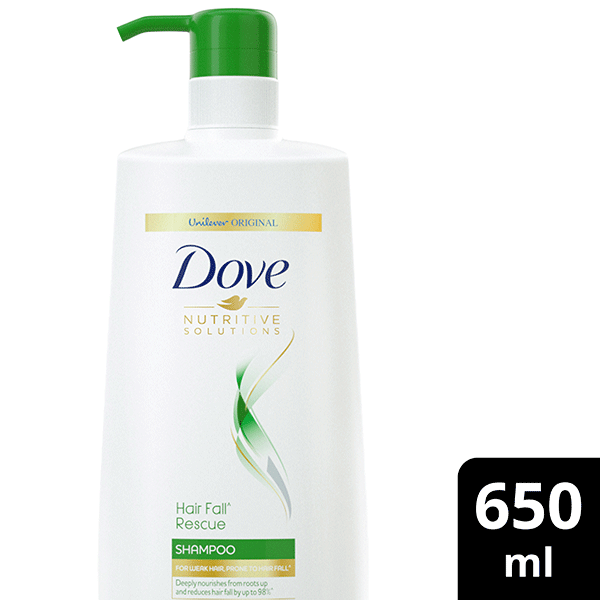 Unilever ORIGINAL
Dove
NUTRITIVE
SOLUTIONS
Hair Fall^
Rescue
SHAMPOO
FOR WEAK HAIR, PRONE TO HAIR FALL^
Deeply nourishes from roots up
and reduces hair fall by up to 98%^
650
ml